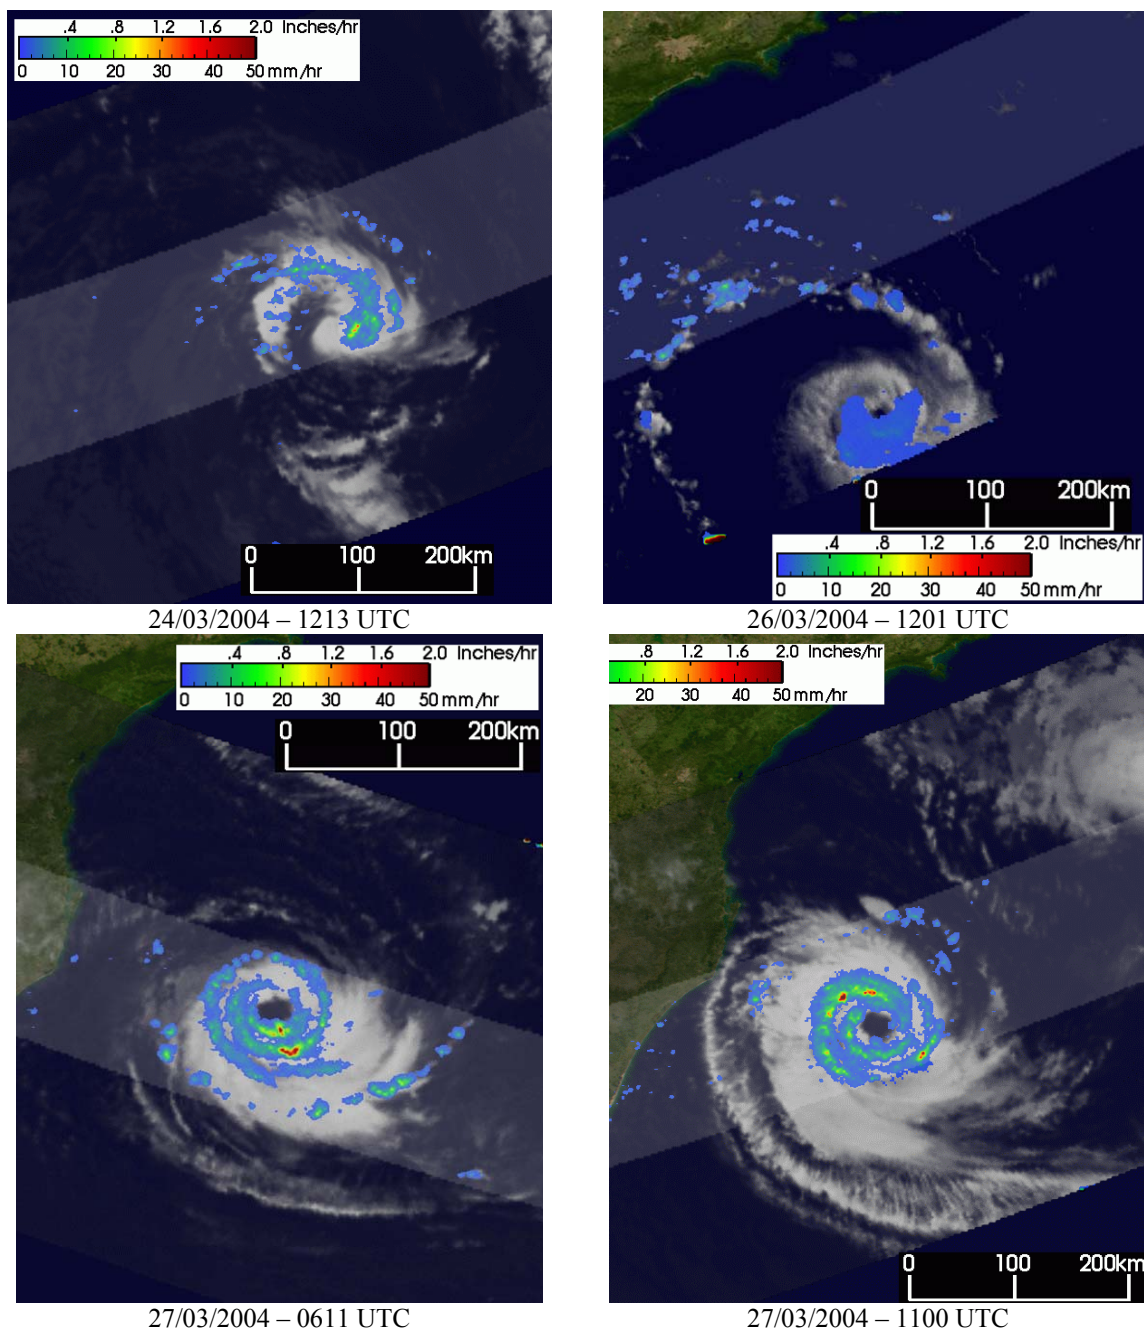 .4 .8 1.2 1.6 2.0 Inches/hr
0 10 20 30 40 50 mm/hr
0 100 200km
24/03/2004 – 1213 UTC
0 100 200km
.4 .8 1.2 1.6 2.0 Inches/hr
0 10 20 30 40 50 mm/hr
26/03/2004 – 1201 UTC
.4 .8 1.2 1.6 2.0 Inches/hr
0 10 20 30 40 50 mm/hr
0 100 200km
27/03/2004 – 0611 UTC
.8 1.2 1.6 2.0 Inches/hr
20 30 40 50 mm/hr
0 100 200km
27/03/2004 – 1100 UTC